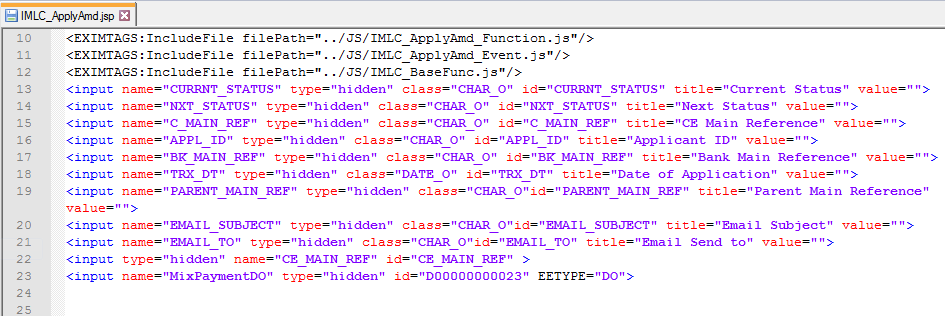 IMLC_ApplyAmd.jsp
10 <EXIMTAGS:IncludeFile filePath="../JS/IMLC_ApplyAmd_Function.js"/>
11 <EXIMTAGS:IncludeFile filePath="../JS/IMLC_ApplyAmd_Event.js"/>
12 <EXIMTAGS:IncludeFile filePath="../JS/IMLC_BaseFunc.js"/>
13 <input name="CURRNT_STATUS" type="hidden" class="CHAR_O" id="CURRNT_STATUS" title="Current Status" value="">
14 <input name="NXT_STATUS" type="hidden" class="CHAR_O" id="NXT_STATUS" title="Next Status" value="">
15 <input name="C_MAIN_REF" type="hidden" class="CHAR_O" id="C_MAIN_REF" title="CE Main Reference" value="">
16 <input name="APPL_ID" type="hidden" class="CHAR_O" id="APPL_ID" title="Applicant ID" value="">
17 <input name="BK_MAIN_REF" type="hidden" class="CHAR_O" id="BK_MAIN_REF" title="Bank Main Reference" value="">
18 <input name="TRX_DT" type="hidden" class="DATE_O" id="TRX_DT" title="Date of Application" value="">
19 <input name="PARENT_MAIN_REF" type="hidden" class="CHAR_O"id="PARENT_MAIN_REF" title="Parent Main Reference"
value="">
20 <input name="EMAIL_SUBJECT" type="hidden" class="CHAR_O"id="EMAIL_SUBJECT" title="Email Subject" value="">
21 <input name="EMAIL_TO" type="hidden" class="CHAR_O"id="EMAIL_TO" title="Email Send to" value="">
22 <input type="hidden" name="CE_MAIN_REF" id="CE_MAIN_REF" >
23 <input name="MixPaymentDO" type="hidden" id="D00000000023" EETYPE="DO">
24
25